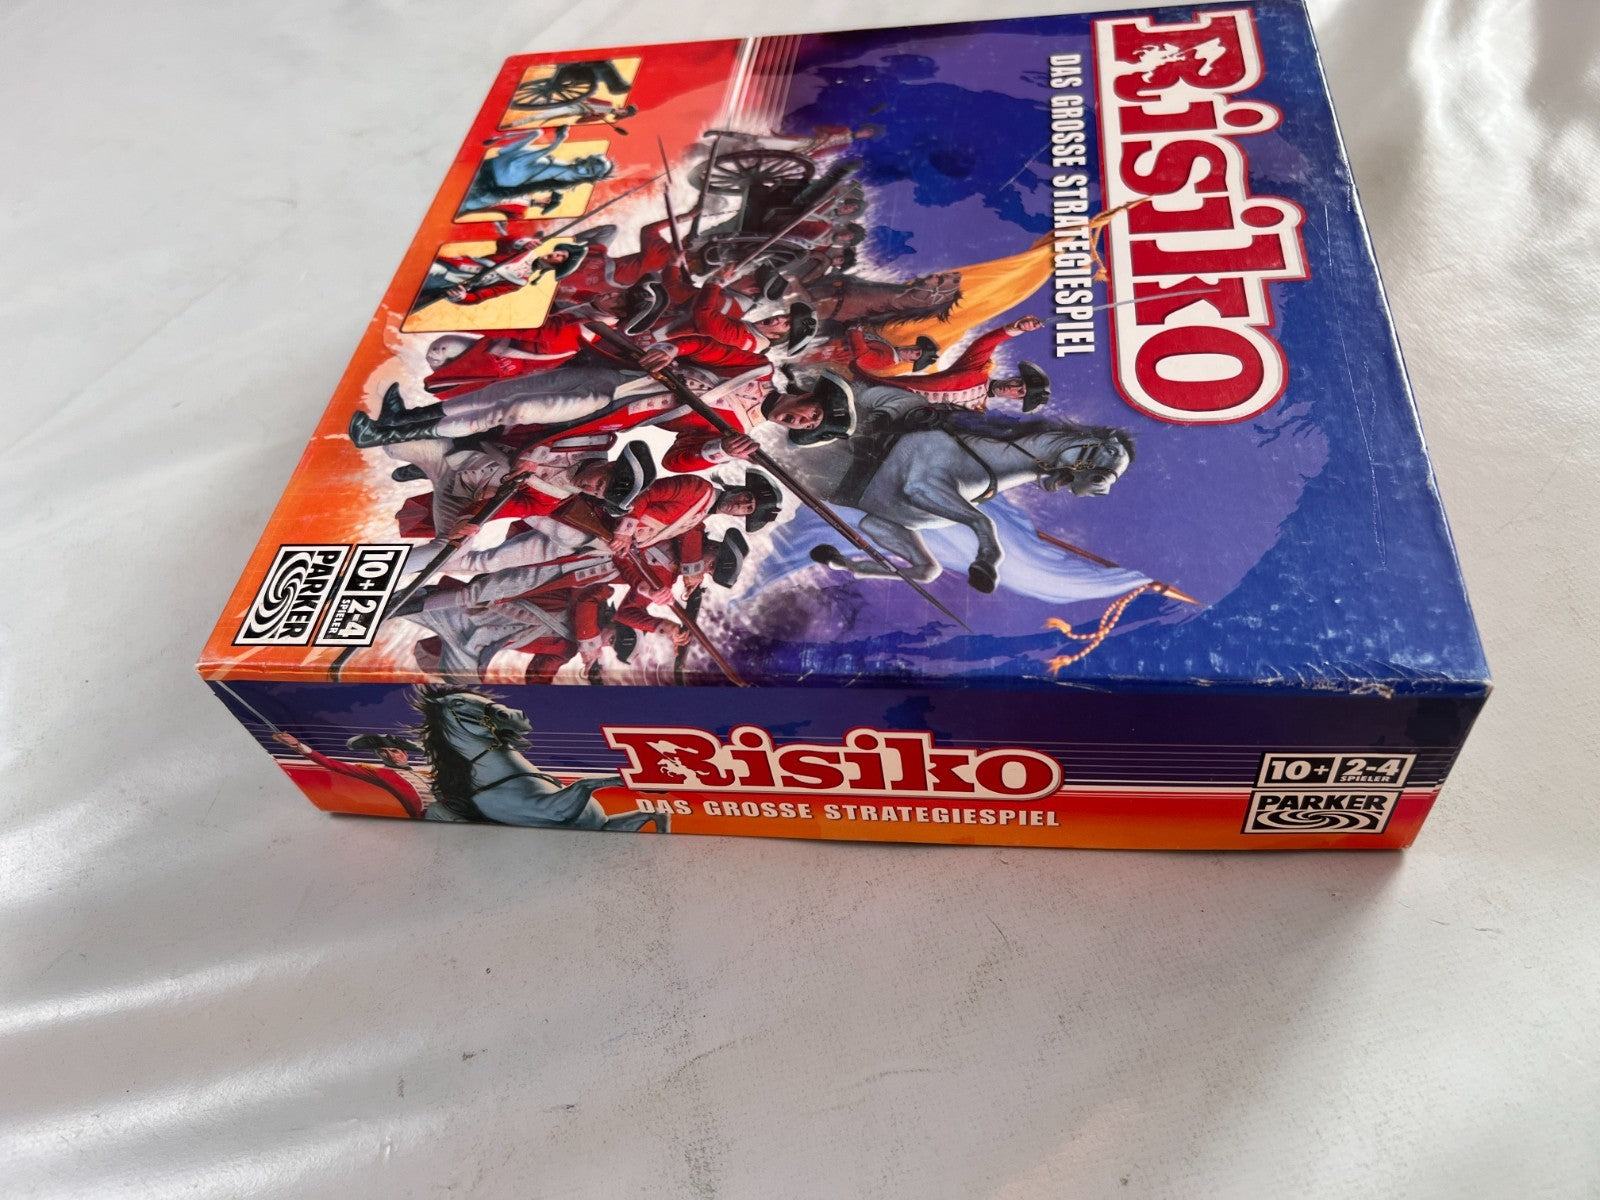 Risiko
DAS GROSSE STRATEGIESPIEL
10+ 2-4
SPIELER
PARKER
Risiko
DAS GROSSE STRATEGIESPIEL
10+ 2-4
SPIELER
PARKER